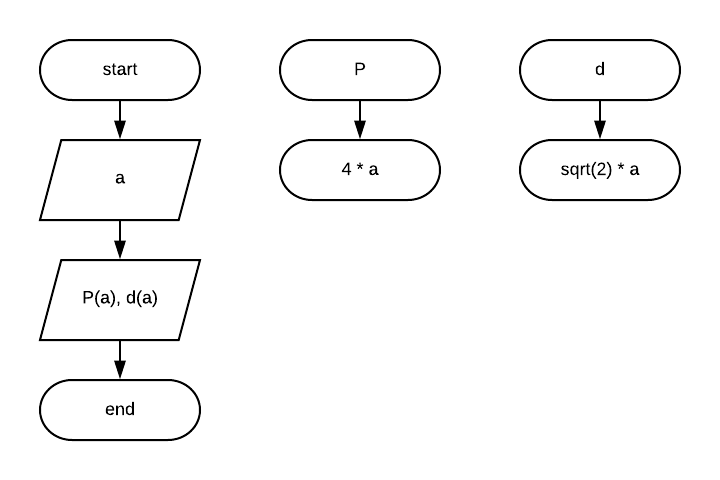 start
a
P(a), d(a)
end
P
4 * a
d
sqrt(2) * a